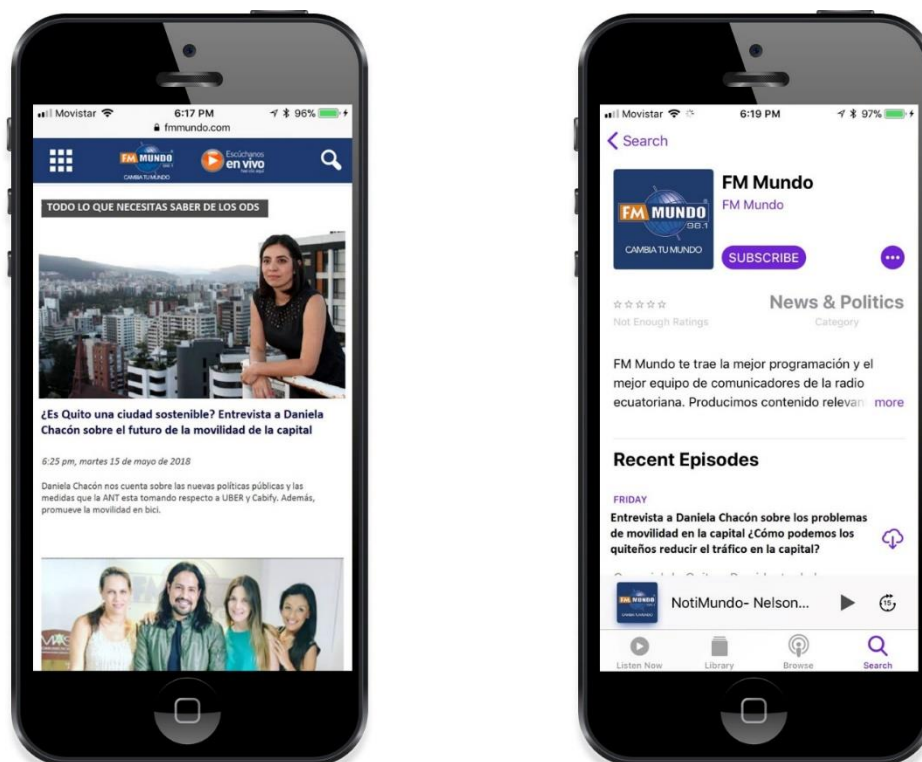 Movistar 6:17 PM 96%
fmmundo.com
FM MUNDO
98.1
CAMBIA TU MUNDO
Escúchanos
en vivo
TODO LO QUE NECESITAS SABER DE LOS ODS
¿Es Quito una ciudad sostenible? Entrevista a Daniela
Chacón sobre el futuro de la movilidad de la capital
6:25 pm, martes 15 de mayo de 2018
Daniela Chacón nos cuenta sobre las nuevas políticas públicas y las
medidas que la ANT esta tomando respecto a UBER y Cabify. Además,
promueve la movilidad en bici.
Movistar 6:19 PM 97%
Search
FM MUNDO
98.1
CAMBIA TU MUNDO
FM Mundo
FM Mundo
SUBSCRIBE
Not Enough Ratings
News & Politics
Category
FM Mundo te trae la mejor programación y el
mejor equipo de comunicadores de la radio
ecuatoriana. Producimos contenido relevan more
Recent Episodes
FRIDAY
Entrevista a Daniela Chacón sobre los problemas
de movilidad en la capital ¿Cómo podemos los
quiteños reducir el tráfico en la capital?
FM MUNDO
NotiMundo- Nelson...
15
Listen Now Library Browse Search